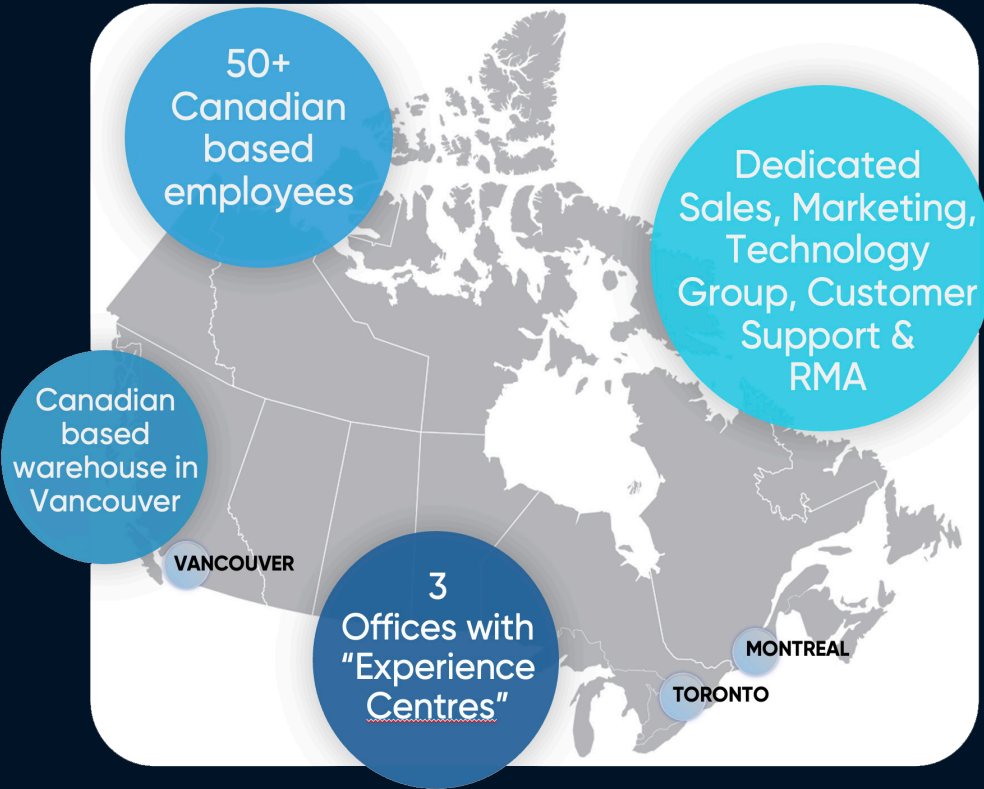 50+
Canadian
based
employees
Dedicated
Sales, Marketing,
Technology
Group, Customer
Support &
RMA
Canadian
based
warehouse in
Vancouver
VANCOUVER
3
Offices with
"Experience
Centres"
MONTREAL
TORONTO